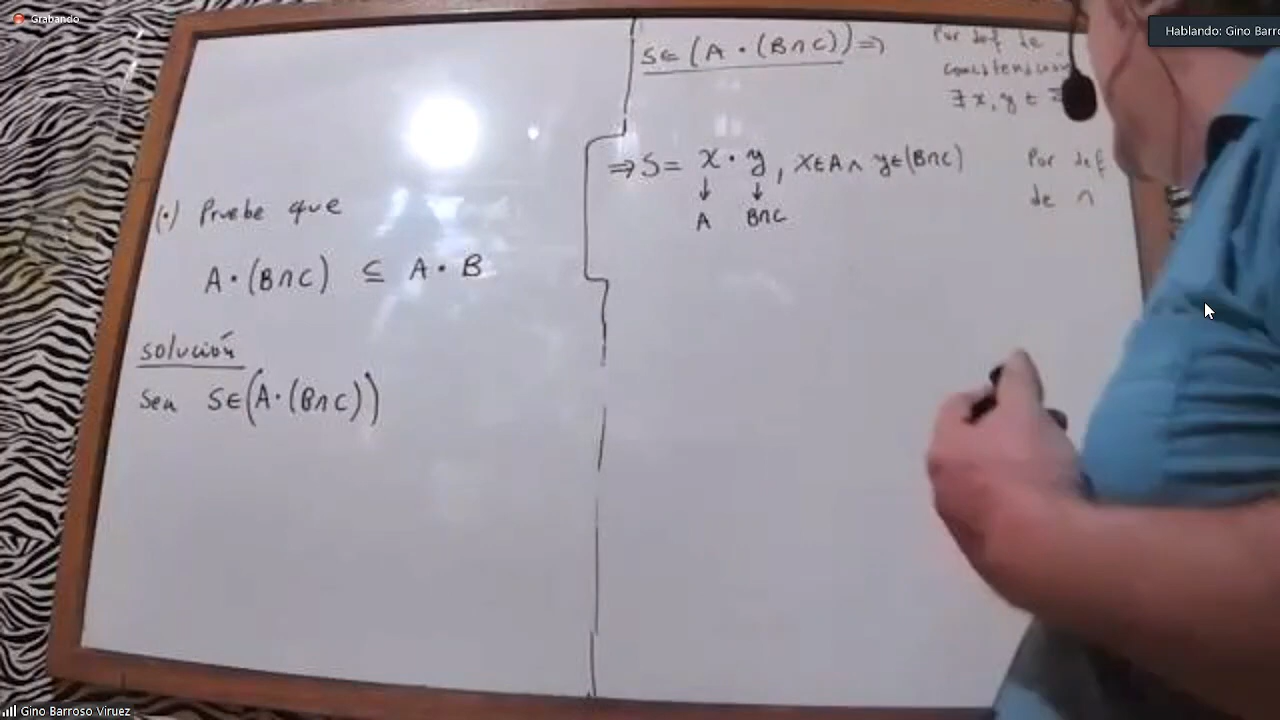 Grabando
Hablando: Gino Barro
(•) Pruebe que
A·(B∩C) ⊆ A·B
solución
Sea S∈(A·(B∩C))
S∈(A·(B∩C)) ⇒
Por def de
∃ x, y ∈
⇒ S = x · y , x∈A ∧ y∈(B∩C)
↓ ↓
A B∩C
Por def
de ∩
Gino Barroso Viruez